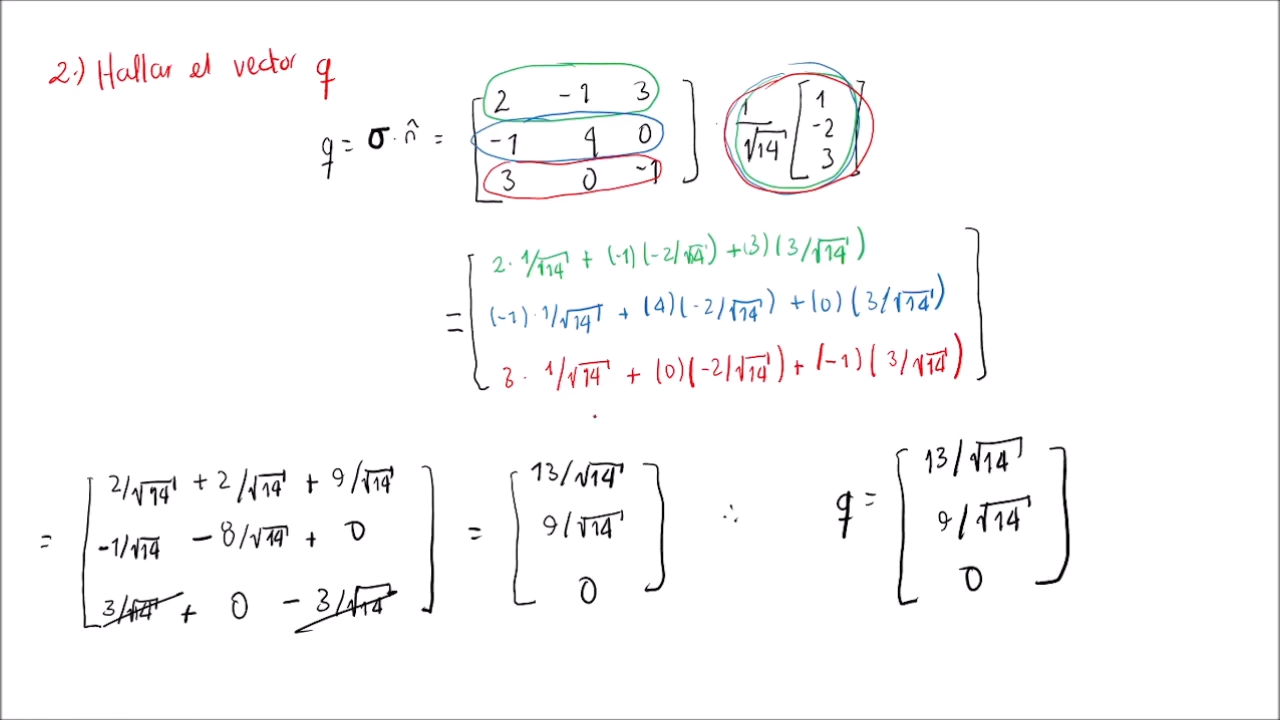 2.) Hallar el vector q
q = σ · n̂ = [ 2 -1 3 ; -1 4 0 ; 3 0 -1 ] · 1/√14 [ 1 ; -2 ; 3 ]
= [ 2·1/√14 + (-1)(-2/√14) + (3)(3/√14)
(-1)·1/√14 + (4)(-2/√14) + (0)(3/√14)
3·1/√14 + (0)(-2/√14) + (-1)(3/√14) ]
= [ 2/√14 + 2/√14 + 9/√14 ; -1/√14 - 8/√14 + 0 ; 3/√14 + 0 - 3/√14 ] = [ 13/√14 ; 9/√14 ; 0 ] ∴ q = [ 13/√14 ; 9/√14 ; 0 ]